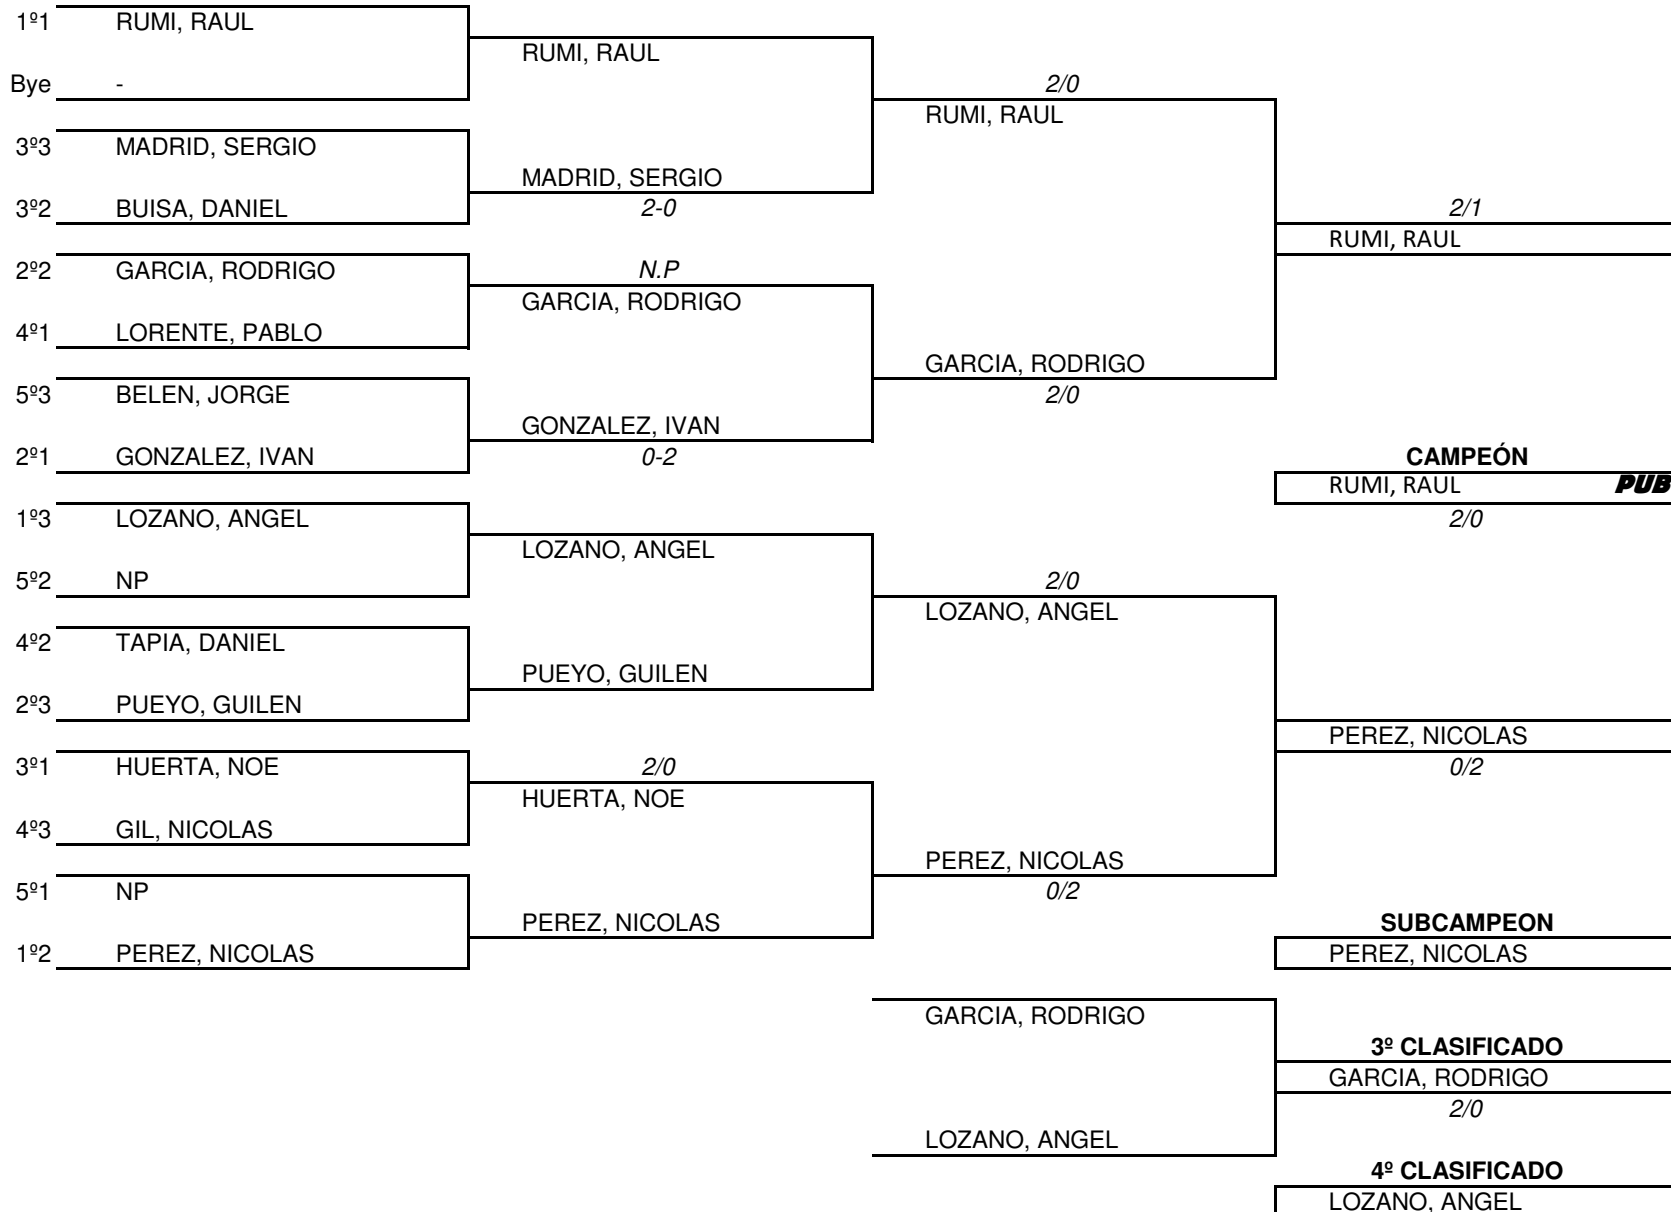 1º1 RUMI, RAUL
RUMI, RAUL
Bye -
2/0
RUMI, RAUL
3º3 MADRID, SERGIO
MADRID, SERGIO
3º2 BUISA, DANIEL
2-0
2/1
RUMI, RAUL
2º2 GARCIA, RODRIGO
N.P
GARCIA, RODRIGO
4º1 LORENTE, PABLO
GARCIA, RODRIGO
5º3 BELEN, JORGE
2/0
GONZALEZ, IVAN
2º1 GONZALEZ, IVAN
0-2
CAMPEÓN
RUMI, RAUL PUB
2/0
1º3 LOZANO, ANGEL
LOZANO, ANGEL
5º2 NP
2/0
LOZANO, ANGEL
4º2 TAPIA, DANIEL
PUEYO, GUILEN
2º3 PUEYO, GUILEN
PEREZ, NICOLAS
3º1 HUERTA, NOE
2/0
0/2
HUERTA, NOE
4º3 GIL, NICOLAS
PEREZ, NICOLAS
5º1 NP
0/2
PEREZ, NICOLAS
SUBCAMPEON
1º2 PEREZ, NICOLAS
PEREZ, NICOLAS
GARCIA, RODRIGO
3º CLASIFICADO
GARCIA, RODRIGO
2/0
LOZANO, ANGEL
4º CLASIFICADO
LOZANO, ANGEL